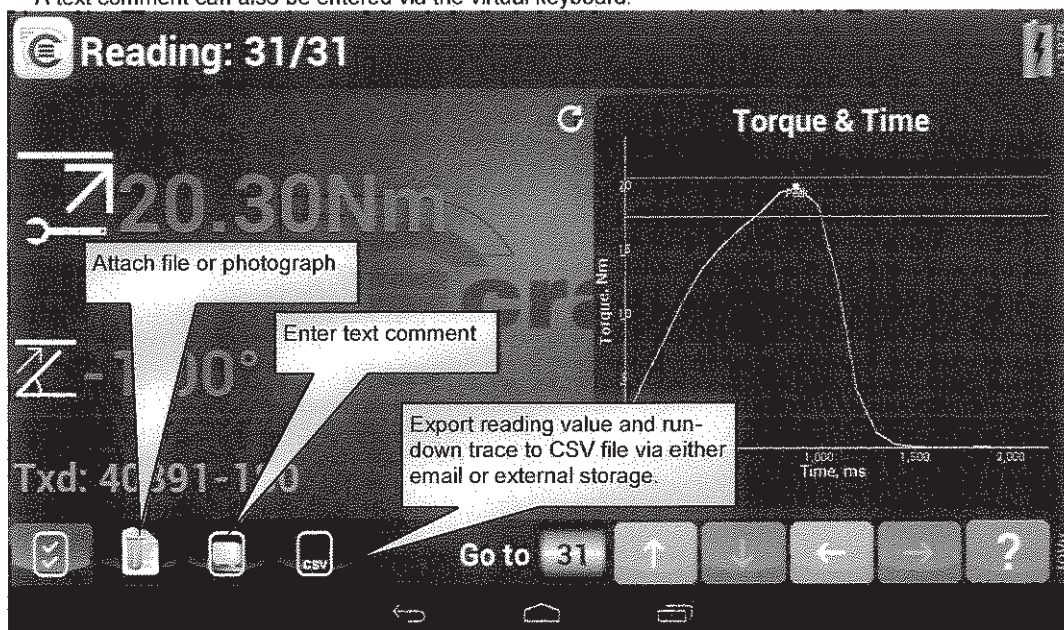 A text comment can also be entered via the virtual keyboard.
Reading: 31/31
20.30Nm
Torque & Time
Torque, Nm
20
15
10
Attach file or photograph
Enter text comment
Export reading value and run-
down trace to CSV file via either
email or external storage.
1,000
1,500
2,000
Time, ms
Txd:
CSV
Go to
31
?